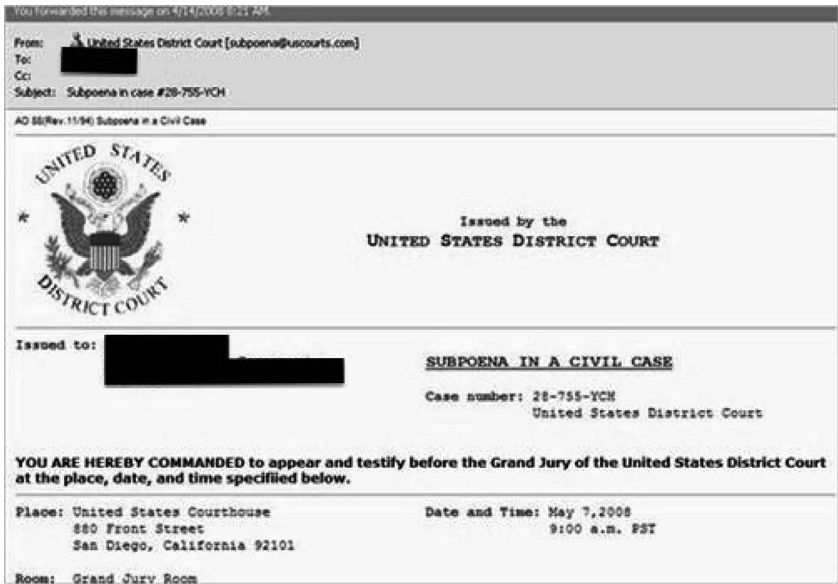 You forwarded this message on 4/14/2008 8:21 AM.
From: United States District Court [subpoena@uscourts.com]
To:
Cc:
Subject: Subpoena in case #28-755-YCH
AO 88(Rev.11/94) Subpoena in a Civil Case
UNITED STATES
DISTRICT COURT
Issued by the
UNITED STATES DISTRICT COURT
Issued to:
SUBPOENA IN A CIVIL CASE
Case number: 28-755-YCH
United States District Court
YOU ARE HEREBY COMMANDED to appear and testify before the Grand Jury of the United States District Court
at the place, date, and time specifiied below.
Place: United States Courthouse
880 Front Street
San Diego, California 92101
Date and Time: May 7,2008
9:00 a.m. PST
Room: Grand Jury Room